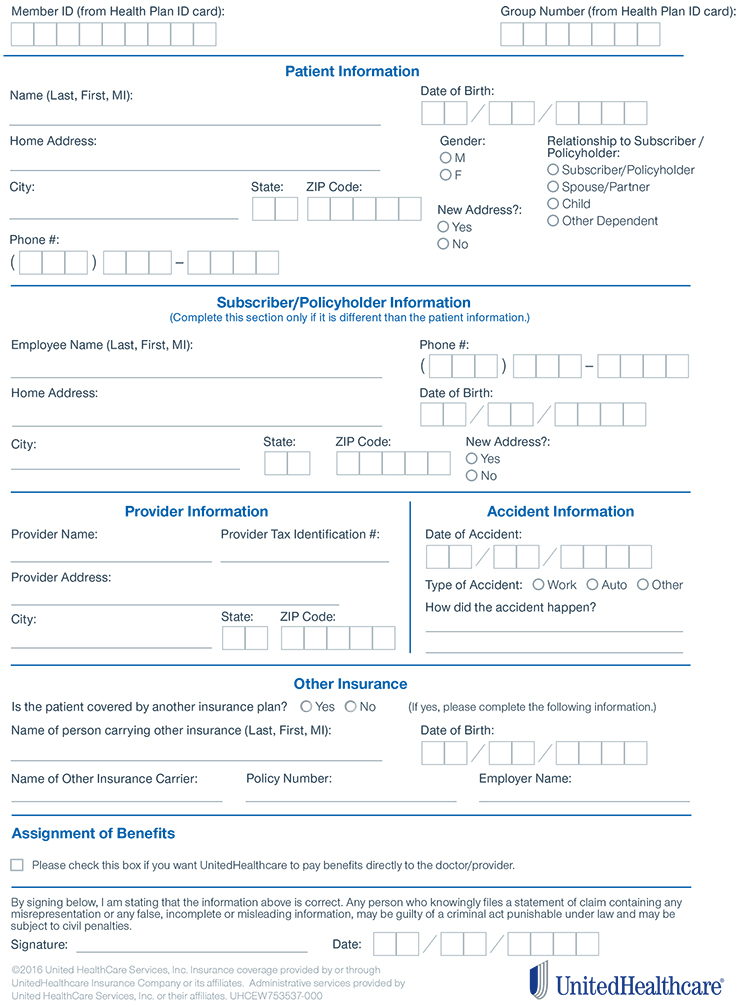 Member ID (from Health Plan ID card): Group Number (from Health Plan ID card):
Patient Information
Name (Last, First, MI): Date of Birth:
/ /
Home Address: Gender: Relationship to Subscriber /
Policyholder:
M
F
Subscriber/Policyholder
Spouse/Partner
Child
Other Dependent
City: State: ZIP Code:
New Address?:
Yes
No
Phone #:
( ) –
Subscriber/Policyholder Information
(Complete this section only if it is different than the patient information.)
Employee Name (Last, First, MI): Phone #:
( ) –
Home Address: Date of Birth:
/ /
City: State: ZIP Code: New Address?:
Yes
No
Provider Information
Provider Name: Provider Tax Identification #:
Provider Address:
City: State: ZIP Code:
Accident Information
Date of Accident:
/ /
Type of Accident: Work Auto Other
How did the accident happen?
Other Insurance
Is the patient covered by another insurance plan? Yes No (If yes, please complete the following information.)
Name of person carrying other insurance (Last, First, MI): Date of Birth:
/ /
Name of Other Insurance Carrier: Policy Number: Employer Name:
Assignment of Benefits
Please check this box if you want UnitedHealthcare to pay benefits directly to the doctor/provider.
By signing below, I am stating that the information above is correct. Any person who knowingly files a statement of claim containing any
misrepresentation or any false, incomplete or misleading information, may be guilty of a criminal act punishable under law and may be
subject to civil penalties.
Signature: Date: / /
©2016 United HealthCare Services, Inc. Insurance coverage provided by or through
UnitedHealthcare Insurance Company or its affiliates. Administrative services provided by
United HealthCare Services, Inc. or their affiliates. UHCEW753537-000
UnitedHealthcare®